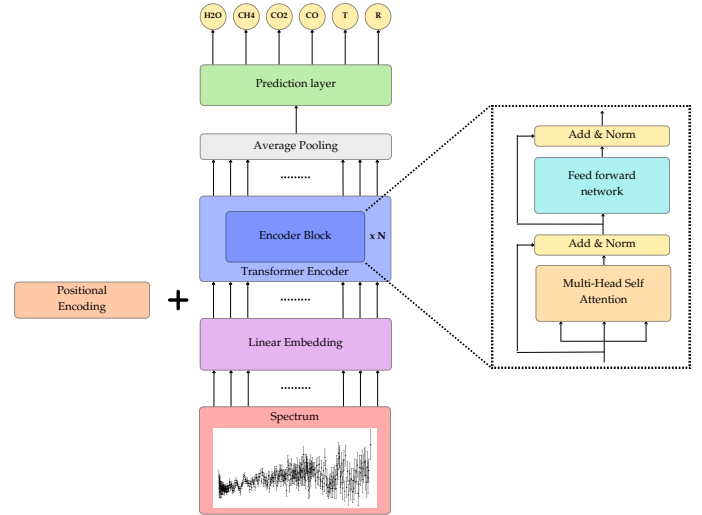 H2O CH4 CO2 CO T R
Prediction layer
Average Pooling
.........
Encoder Block
x N
Transformer Encoder
Positional
Encoding
+
.........
Linear Embedding
.........
Spectrum
Add & Norm
Feed forward
network
Add & Norm
Multi-Head Self
Attention